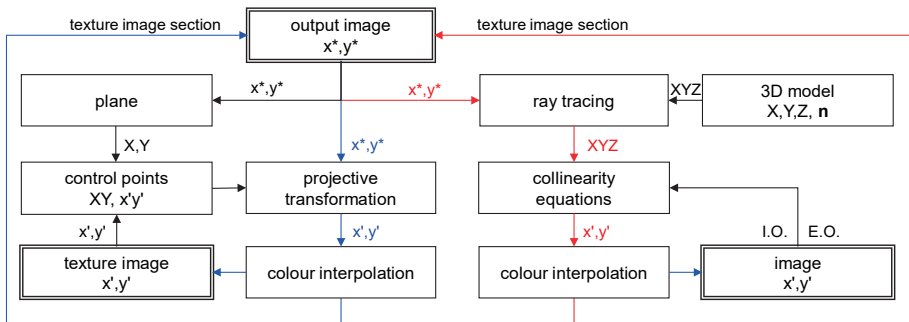 texture image section
output image
x*,y*
texture image section
x*,y*
x*,y*
plane
ray tracing
XYZ
3D model
X,Y,Z, n
X,Y
x*,y*
XYZ
control points
XY, x'y'
projective
transformation
collinearity
equations
x',y'
x',y'
x',y'
I.O.
E.O.
texture image
x',y'
colour interpolation
colour interpolation
image
x',y'